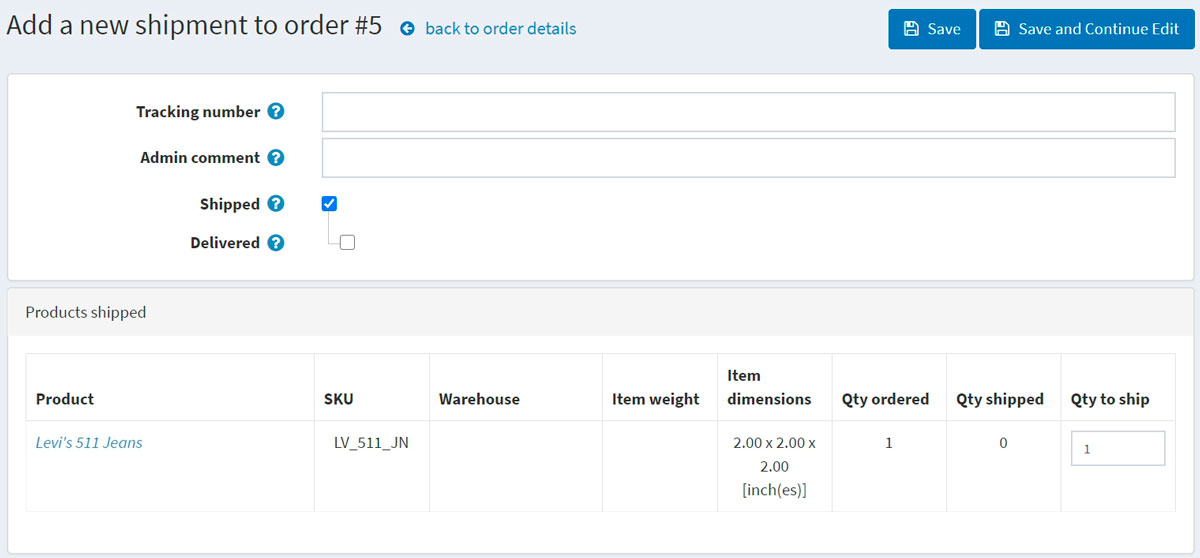 Add a new shipment to order #5 back to order details Save Save and Continue Edit
Tracking number ?
Admin comment ?
Shipped ?
Delivered ?
Products shipped
Product SKU Warehouse Item weight Item dimensions Qty ordered Qty shipped Qty to ship
Levi's 511 Jeans LV_511_JN 2.00 x 2.00 x 2.00 [inch(es)] 1 0 1